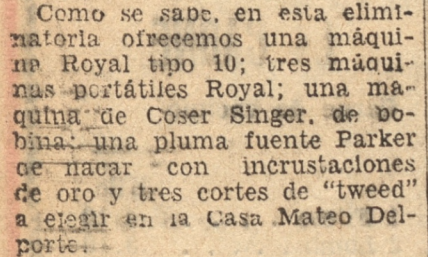 Como se sabe, en esta elimi-
natoria ofrecemos una máqui-
na Royal tipo 10; tres máqui-
nas portátiles Royal; una má-
quina de Coser Singer, de bo-
bina; una pluma fuente Parker
de nacar con incrustaciones
de oro y tres cortes de "tweed"
a elegir en la Casa Mateo Del-
porte.